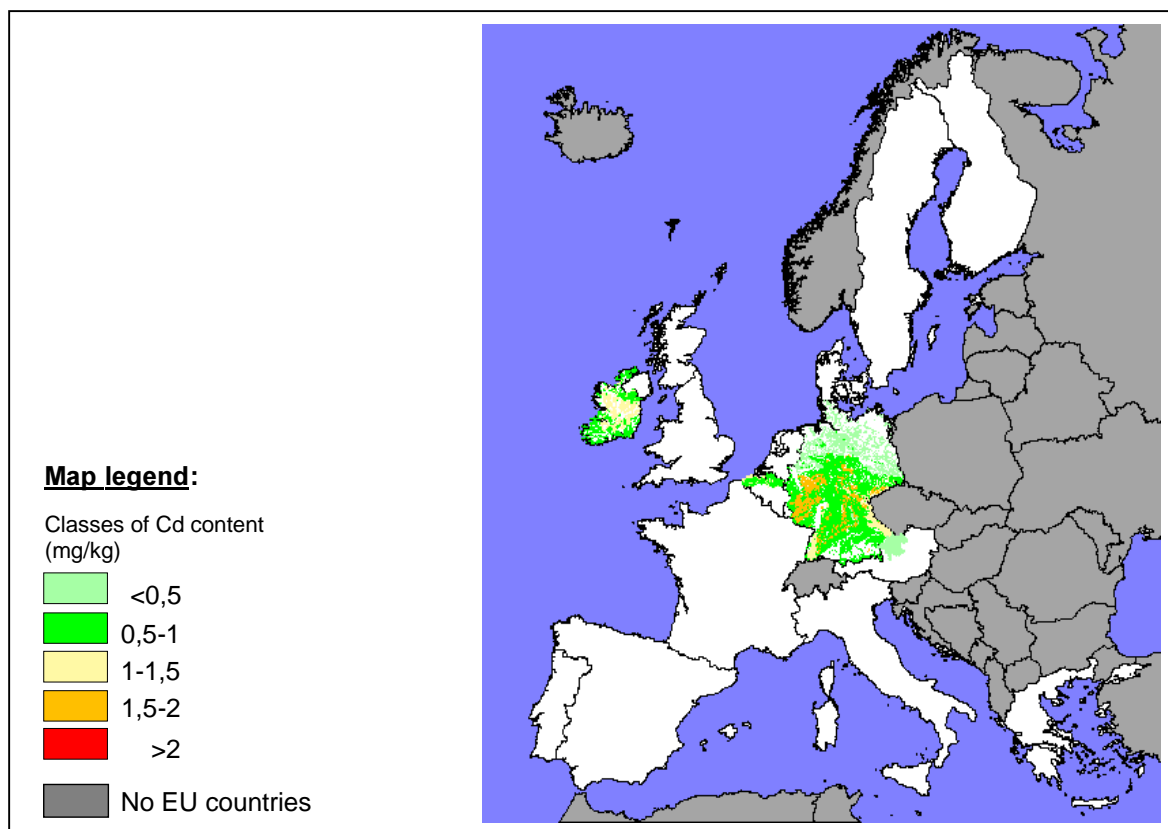 Map legend:
Classes of Cd content
(mg/kg)
<0,5
0,5-1
1-1,5
1,5-2
>2
No EU countries